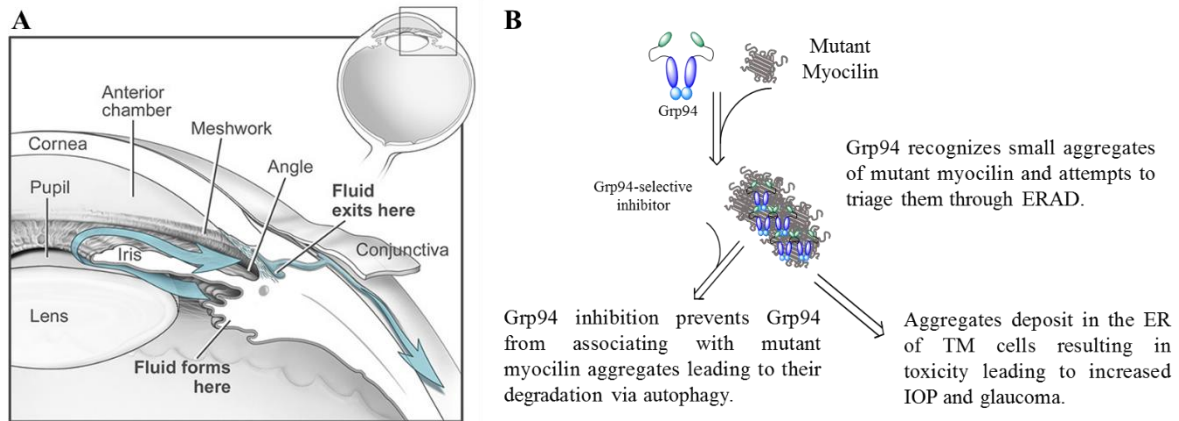 A
Anterior
chamber
Meshwork
Cornea
Angle
Pupil
Fluid
exits here
Conjunctiva
Iris
Lens
Fluid forms
here
B
Mutant
Myocilin
Grp94
Grp94 recognizes small aggregates
of mutant myocilin and attempts to
triage them through ERAD.
Grp94-selective
inhibitor
Grp94 inhibition prevents Grp94
from associating with mutant
myocilin aggregates leading to their
degradation via autophagy.
Aggregates deposit in the ER
of TM cells resulting in
toxicity leading to increased
IOP and glaucoma.